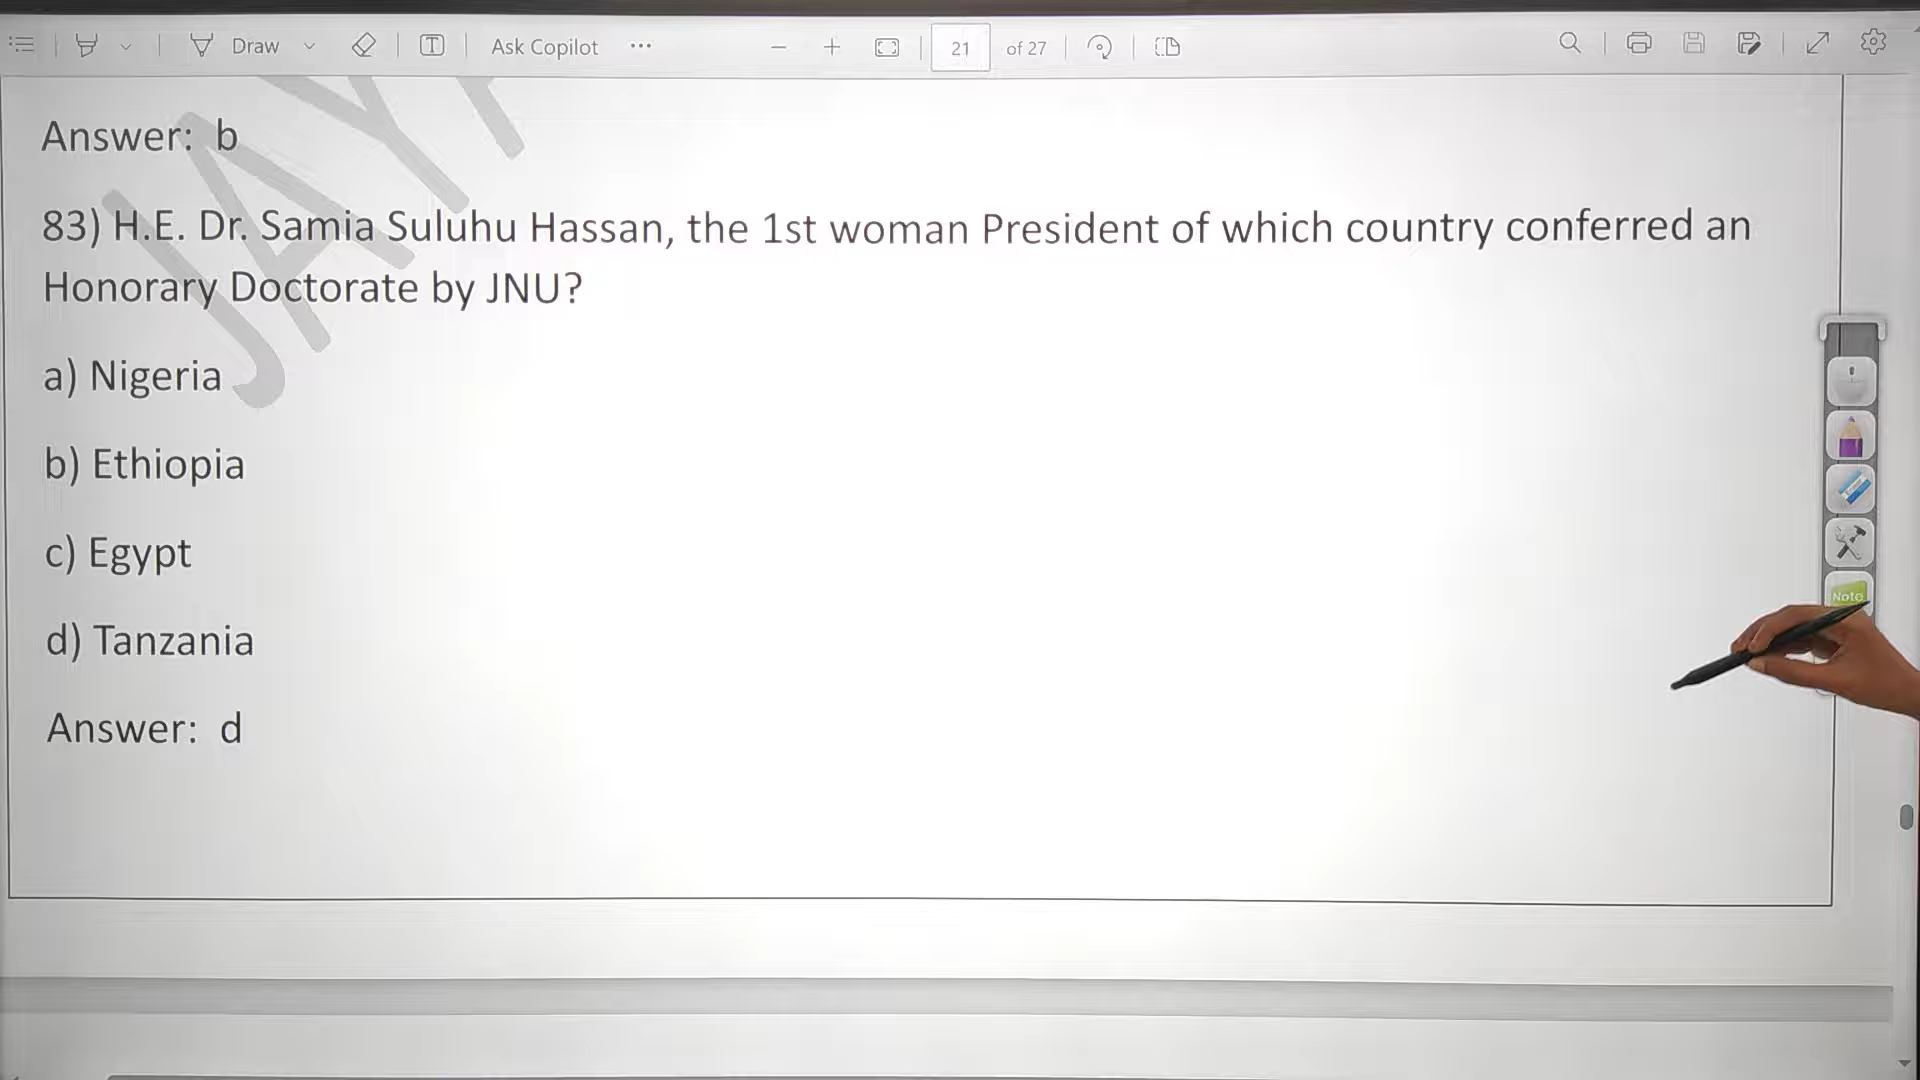 Draw
Ask Copilot
21 of 27
Answer: b
83) H.E. Dr. Samia Suluhu Hassan, the 1st woman President of which country conferred an
Honorary Doctorate by JNU?
a) Nigeria
b) Ethiopia
c) Egypt
d) Tanzania
Answer: d
Note